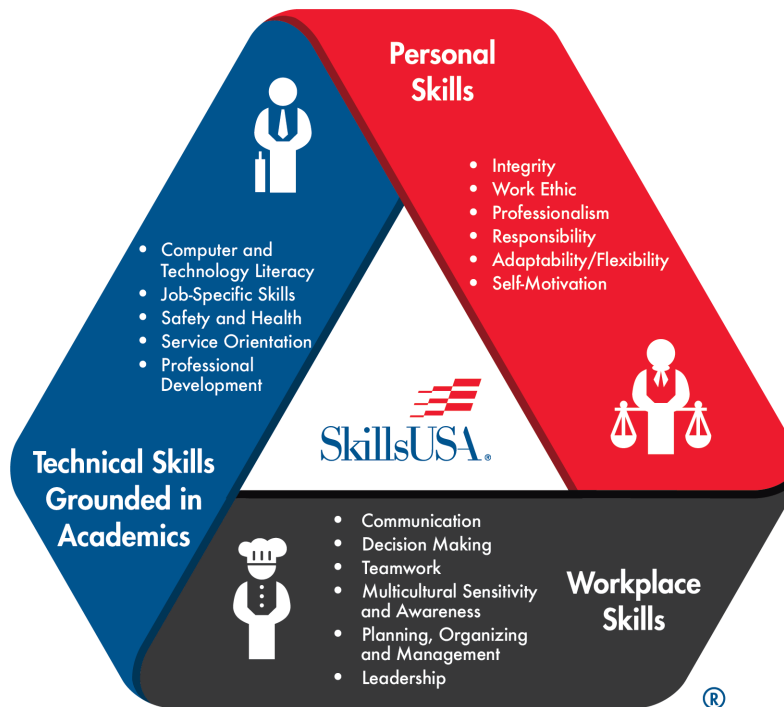 Personal
Skills
• Integrity
• Work Ethic
• Professionalism
• Responsibility
• Adaptability/Flexibility
• Self-Motivation
• Computer and
Technology Literacy
• Job-Specific Skills
• Safety and Health
• Service Orientation
• Professional
Development
Technical Skills
Grounded in
Academics
SkillsUSA®
• Communication
• Decision Making
• Teamwork
• Multicultural Sensitivity
and Awareness
• Planning, Organizing
and Management
• Leadership
Workplace
Skills
®